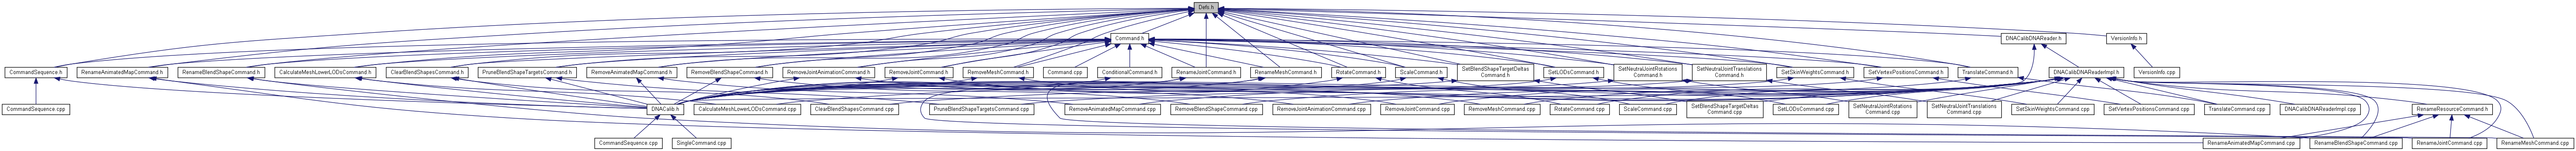 Defs.h
Command.h
DNACalibDNAReader.h
VersionInfo.h
CommandSequence.h
RenameAnimatedMapCommand.h
RenameBlendShapeCommand.h
CalculateMeshLowerLODsCommand.h
ClearBlendShapesCommand.h
PruneBlendShapeTargetsCommand.h
RemoveAnimatedMapCommand.h
RemoveBlendShapeCommand.h
RemoveJointAnimationCommand.h
RemoveJointCommand.h
RemoveMeshCommand.h
Command.cpp
ConditionalCommand.h
RenameJointCommand.h
RenameMeshCommand.h
RotateCommand.h
ScaleCommand.h
SetBlendShapeTargetDeltas
Command.h
SetLODsCommand.h
SetNeutralJointRotations
Command.h
SetNeutralJointTranslations
Command.h
SetSkinWeightsCommand.h
SetVertexPositionsCommand.h
TranslateCommand.h
DNACalibDNAReaderImpl.h
VersionInfo.cpp
CommandSequence.cpp
DNACalib.h
CalculateMeshLowerLODsCommand.cpp
ClearBlendShapesCommand.cpp
PruneBlendShapeTargetsCommand.cpp
RemoveAnimatedMapCommand.cpp
RemoveBlendShapeCommand.cpp
RemoveJointAnimationCommand.cpp
RemoveJointCommand.cpp
RemoveMeshCommand.cpp
RotateCommand.cpp
ScaleCommand.cpp
SetBlendShapeTargetDeltas
Command.cpp
SetLODsCommand.cpp
SetNeutralJointRotations
Command.cpp
SetNeutralJointTranslations
Command.cpp
SetSkinWeightsCommand.cpp
SetVertexPositionsCommand.cpp
TranslateCommand.cpp
DNACalibDNAReaderImpl.cpp
RenameResourceCommand.h
CommandSequence.cpp
SingleCommand.cpp
RenameAnimatedMapCommand.cpp
RenameBlendShapeCommand.cpp
RenameJointCommand.cpp
RenameMeshCommand.cpp